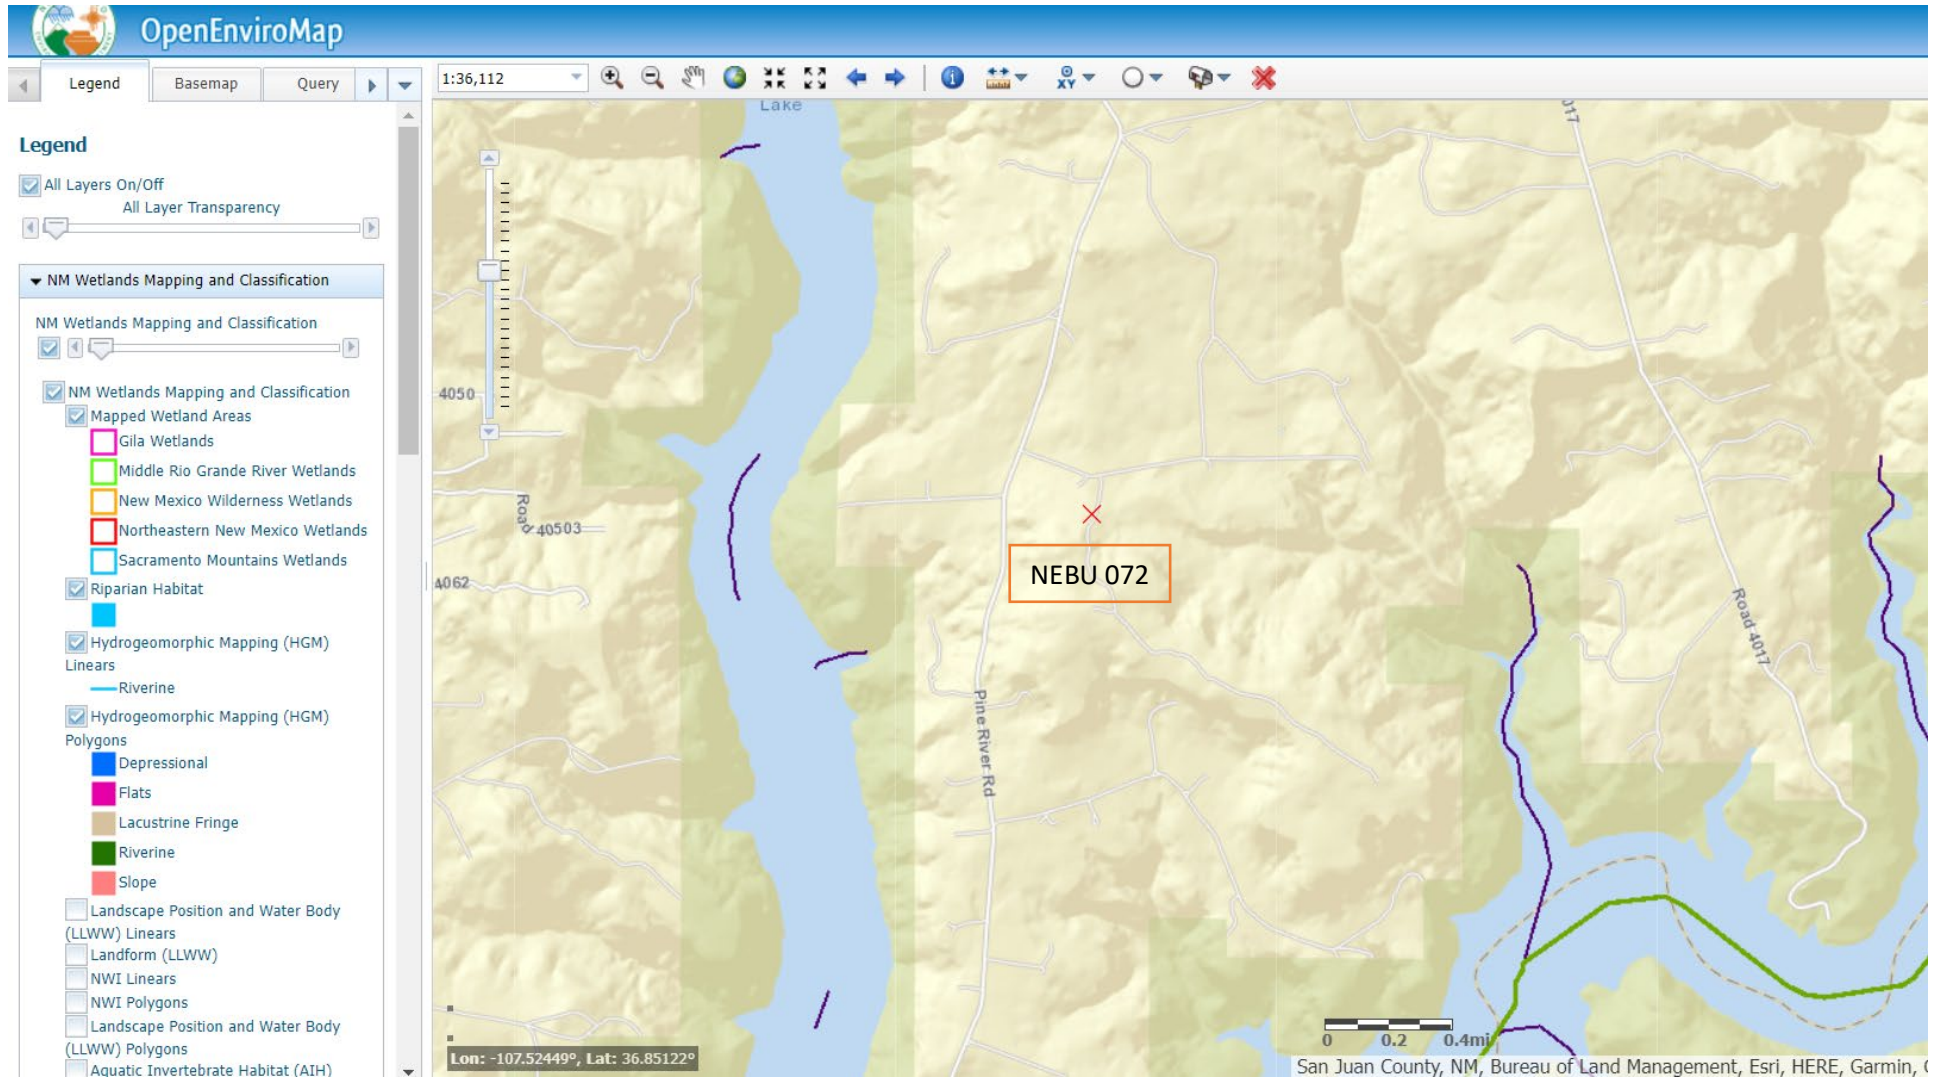 OpenEnviroMap
Legend
Basemap
Query
1:36,112
XY
Legend
All Layers On/Off
All Layer Transparency
NM Wetlands Mapping and Classification
NM Wetlands Mapping and Classification
NM Wetlands Mapping and Classification
Mapped Wetland Areas
Gila Wetlands
Middle Rio Grande River Wetlands
New Mexico Wilderness Wetlands
Northeastern New Mexico Wetlands
Sacramento Mountains Wetlands
Riparian Habitat
Hydrogeomorphic Mapping (HGM)
Linears
Riverine
Hydrogeomorphic Mapping (HGM)
Polygons
Depressional
Flats
Lacustrine Fringe
Riverine
Slope
Landscape Position and Water Body
(LLWW) Linears
Landform (LLWW)
NWI Linears
NWI Polygons
Landscape Position and Water Body
(LLWW) Polygons
Aquatic Invertebrate Habitat (AIH)
Lake
4017
4050
Road 40503
4062
NEBU 072
Pine River Rd
Road 4017
0 0.2 0.4mi
Lon: -107.52449°, Lat: 36.85122°
San Juan County, NM, Bureau of Land Management, Esri, HERE, Garmin,